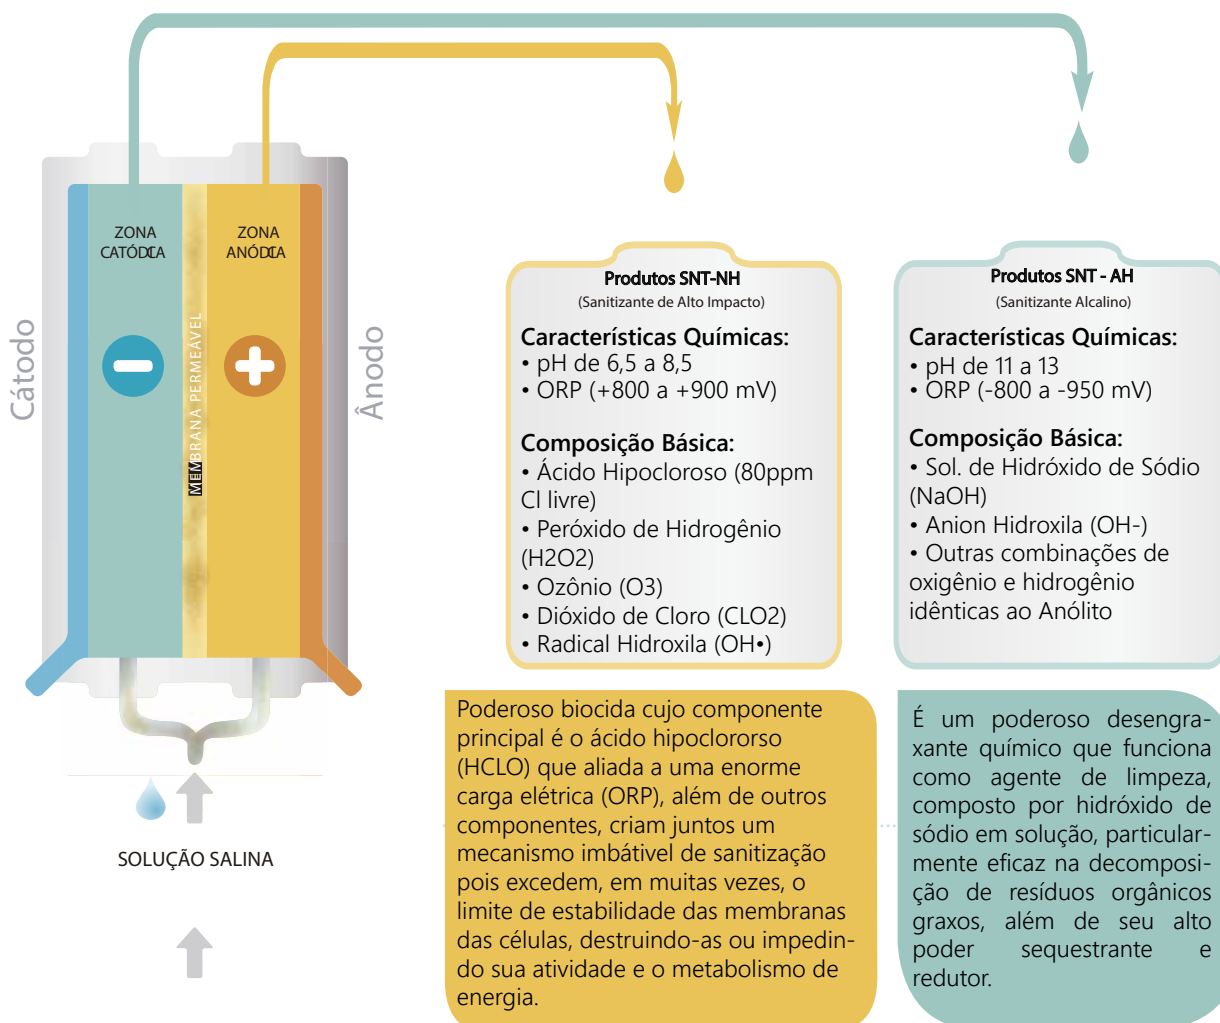 ZONA
CATÓDICA
ZONA
ANÓDICA
Cátodo
MEMBRANA PERMEÁVEL
Ânodo
SOLUÇÃO SALINA
Produtos SNT-NH
(Sanitizante de Alto Impacto)
Características Químicas:
• pH de 6,5 a 8,5
• ORP (+800 a +900 mV)
Composição Básica:
• Ácido Hipocloroso (80ppm
Cl livre)
• Peróxido de Hidrogênio
(H2O2)
• Ozônio (O3)
• Dióxido de Cloro (CLO2)
• Radical Hidroxila (OH•)
Produtos SNT - AH
(Sanitizante Alcalino)
Características Químicas:
• pH de 11 a 13
• ORP (-800 a -950 mV)
Composição Básica:
• Sol. de Hidróxido de Sódio
(NaOH)
• Anion Hidroxila (OH-)
• Outras combinações de
oxigênio e hidrogênio
idênticas ao Anólito
Poderoso biocida cujo componente
principal é o ácido hipoclororso
(HCLO) que aliada a uma enorme
carga elétrica (ORP), além de outros
componentes, criam juntos um
mecanismo imbátivel de sanitização
pois excedem, em muitas vezes, o
limite de estabilidade das membranas
das células, destruindo-as ou impedin-
do sua atividade e o metabolismo de
energia.
É um poderoso desengra-
xante químico que funciona
como agente de limpeza,
composto por hidróxido de
sódio em solução, particular-
mente eficaz na decomposi-
ção de resíduos orgânicos
graxos, além de seu alto
poder sequestrante e
redutor.